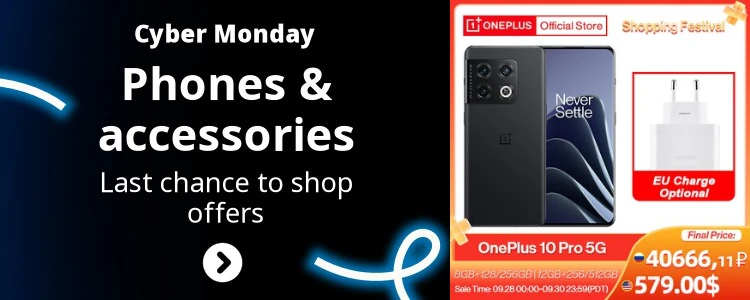 Cyber Monday
Phones &
accessories
Last chance to shop
offers
ONEPLUS Official Store
Shopping Festival
Never
Settle
EU Charge
Optional
OnePlus 10 Pro 5G
8GB+128/256GB | 12GB+256/512GB
Sale Time: 09.28 00:00-09.30 23:59(PDT)
Final Price:
40666,11₽
579.00$